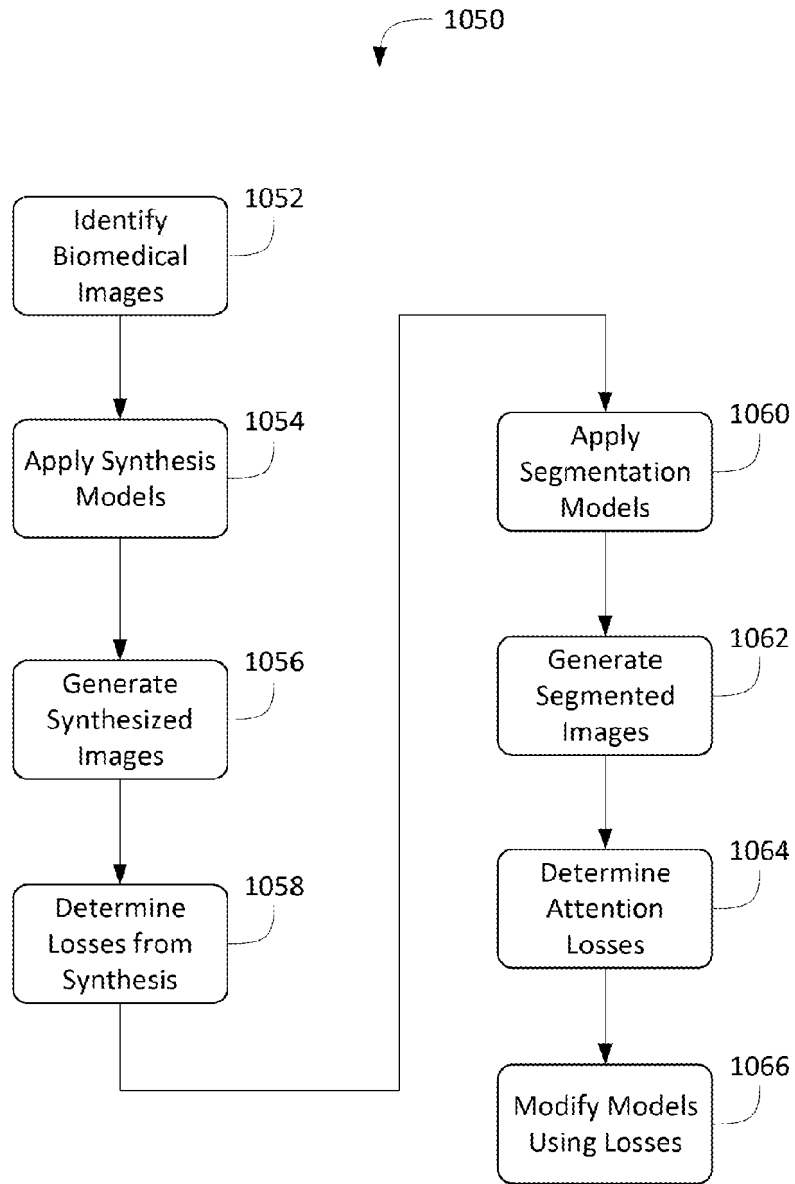 1050
1052
Identify
Biomedical
Images
1054
Apply Synthesis
Models
1056
Generate
Synthesized
Images
1058
Determine
Losses from
Synthesis
1060
Apply
Segmentation
Models
1062
Generate
Segmented
Images
1064
Determine
Attention
Losses
1066
Modify Models
Using Losses